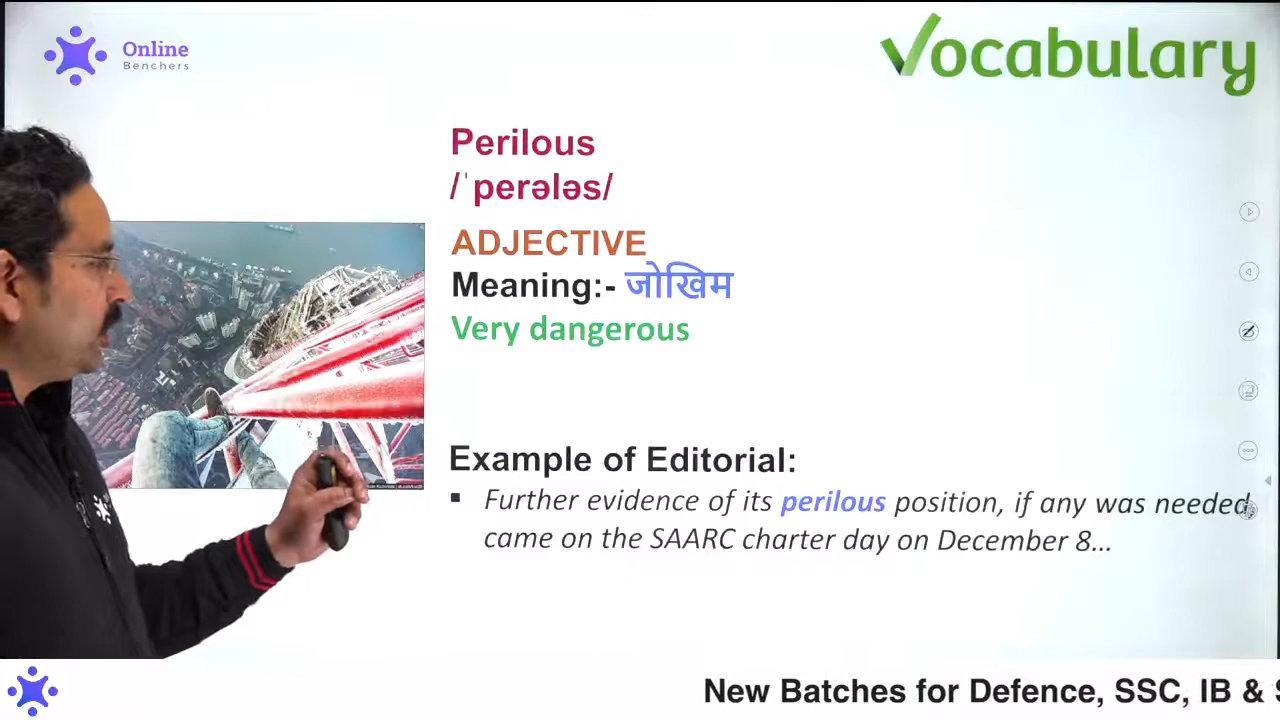 Online
Benchers
Vocabulary
Perilous
/ˈperələs/
ADJECTIVE
Meaning:- जोखिम
Very dangerous
Example of Editorial:
▪ Further evidence of its perilous position, if any was needed,
came on the SAARC charter day on December 8...
New Batches for Defence, SSC, IB &